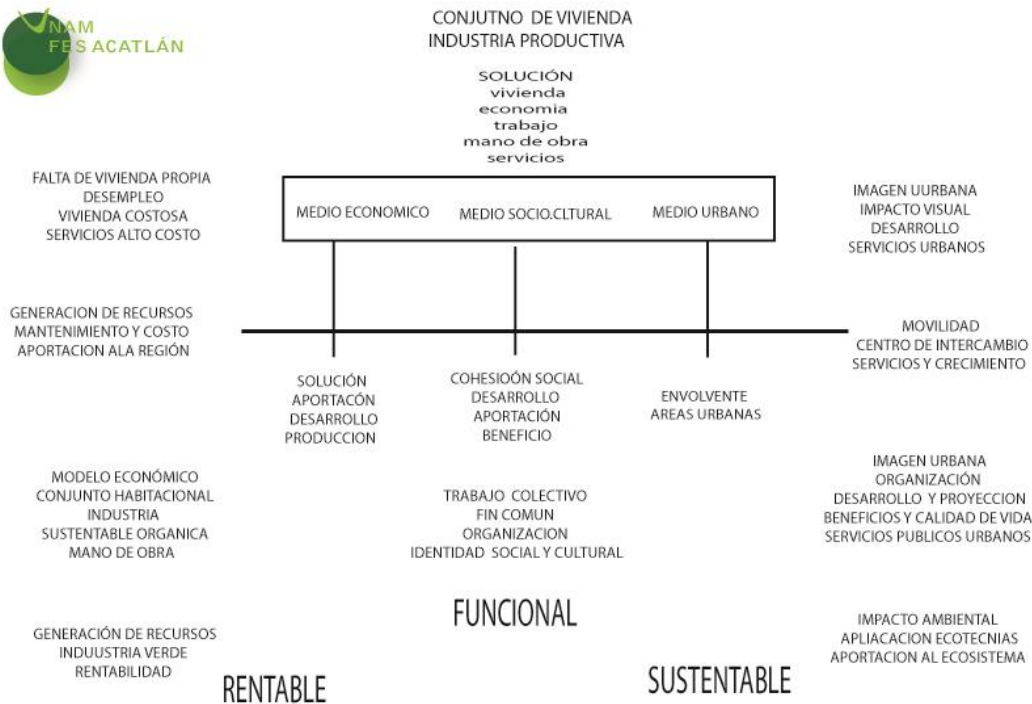 VNAM
FES ACATLÁN
CONJUTNO DE VIVIENDA
INDUSTRIA PRODUCTIVA
SOLUCIÓN
vivienda
economia
trabajo
mano de obra
servicios
FALTA DE VIVIENDA PROPIA
DESEMPLEO
VIVIENDA COSTOSA
SERVICIOS ALTO COSTO
MEDIO ECONOMICO
MEDIO SOCIO.CLTURAL
MEDIO URBANO
IMAGEN UURBANA
IMPACTO VISUAL
DESARROLLO
SERVICIOS URBANOS
GENERACION DE RECURSOS
MANTENIMIENTO Y COSTO
APORTACION ALA REGIÓN
MOVILIDAD
CENTRO DE INTERCAMBIO
SERVICIOS Y CRECIMIENTO
SOLUCIÓN
APORTACÓN
DESARROLLO
PRODUCCION
COHESIOÓN SOCIAL
DESARROLLO
APORTACIÓN
BENEFICIO
ENVOLVENTE
AREAS URBANAS
MODELO ECONÓMICO
CONJUNTO HABITACIONAL
INDUSTRIA
SUSTENTABLE ORGANICA
MANO DE OBRA
TRABAJO COLECTIVO
FIN COMUN
ORGANIZACION
IDENTIDAD SOCIAL Y CULTURAL
IMAGEN URBANA
ORGANIZACIÓN
DESARROLLO Y PROYECCION
BENEFICIOS Y CALIDAD DE VIDA
SERVICIOS PUBLICOS URBANOS
GENERACIÓN DE RECURSOS
INDUUSTRIA VERDE
RENTABILIDAD
FUNCIONAL
IMPACTO AMBIENTAL
APLIACACION ECOTECNIAS
APORTACION AL ECOSISTEMA
RENTABLE
SUSTENTABLE